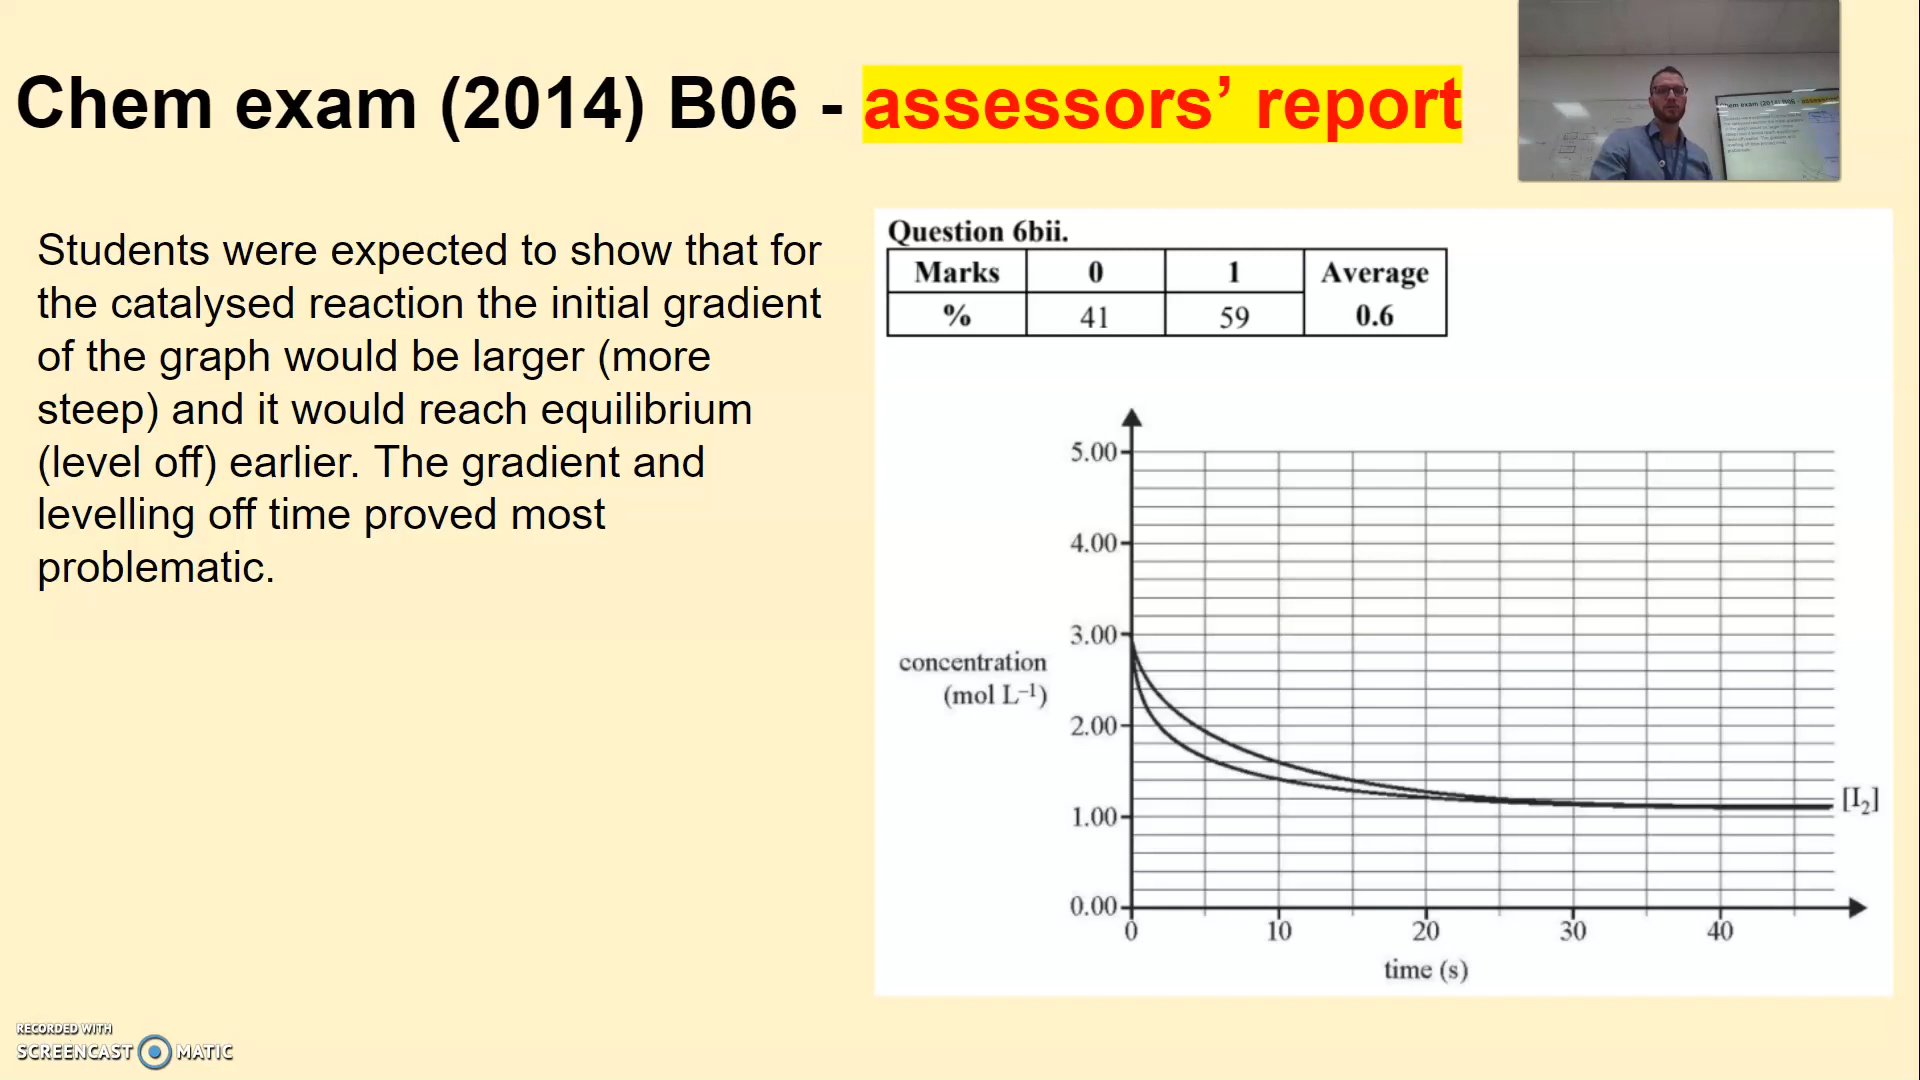 Chem exam (2014) B06 - assessors’ report
Students were expected to show that for
the catalysed reaction the initial gradient
of the graph would be larger (more
steep) and it would reach equilibrium
(level off) earlier. The gradient and
levelling off time proved most
problematic.
Question 6bii.
Marks 0 1 Average
% 41 59 0.6
5.00
4.00
3.00
concentration
(mol L⁻¹)
2.00
[I₂]
1.00
0.00
0 10 20 30 40
time (s)
RECORDED WITH
SCREENCAST MATIC